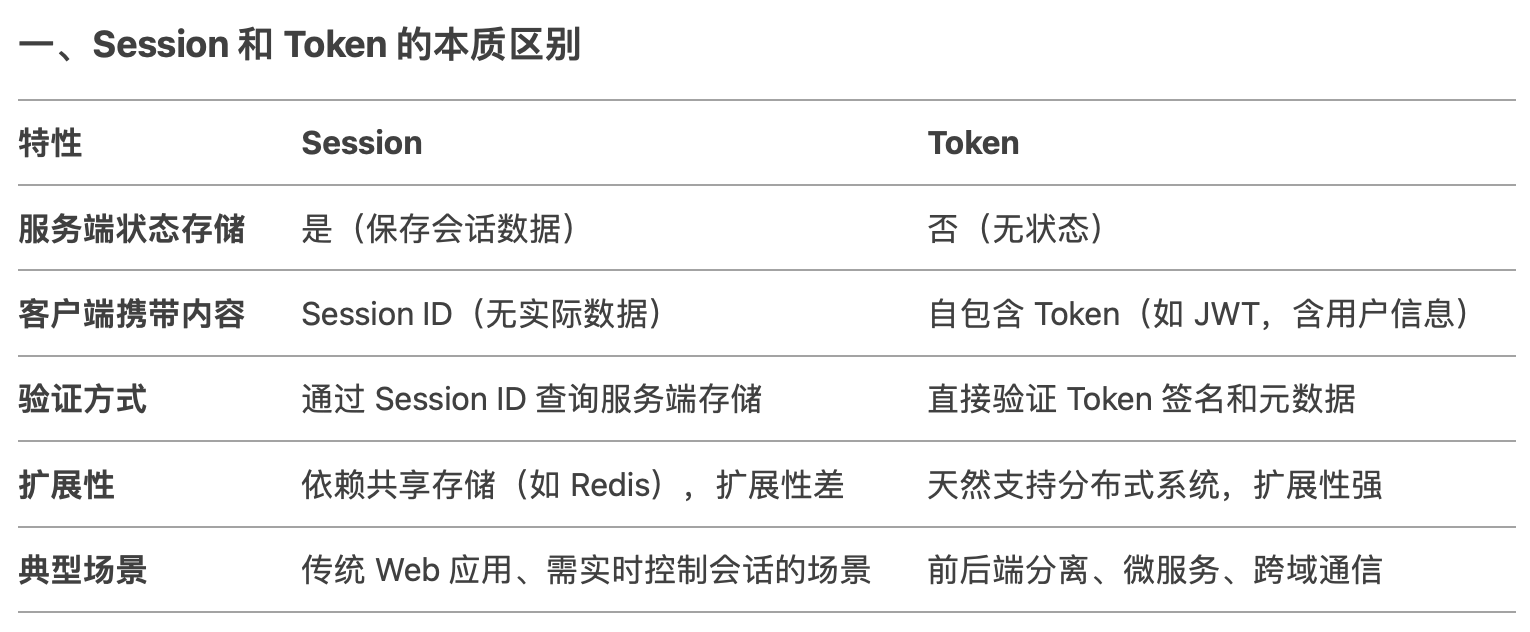 一、Session 和 Token 的本质区别
特性 Session Token
服务端状态存储 是（保存会话数据） 否（无状态）
客户端携带内容 Session ID（无实际数据） 自包含 Token（如 JWT，含用户信息）
验证方式 通过 Session ID 查询服务端存储 直接验证 Token 签名和元数据
扩展性 依赖共享存储（如 Redis），扩展性差 天然支持分布式系统，扩展性强
典型场景 传统 Web 应用、需实时控制会话的场景 前后端分离、微服务、跨域通信